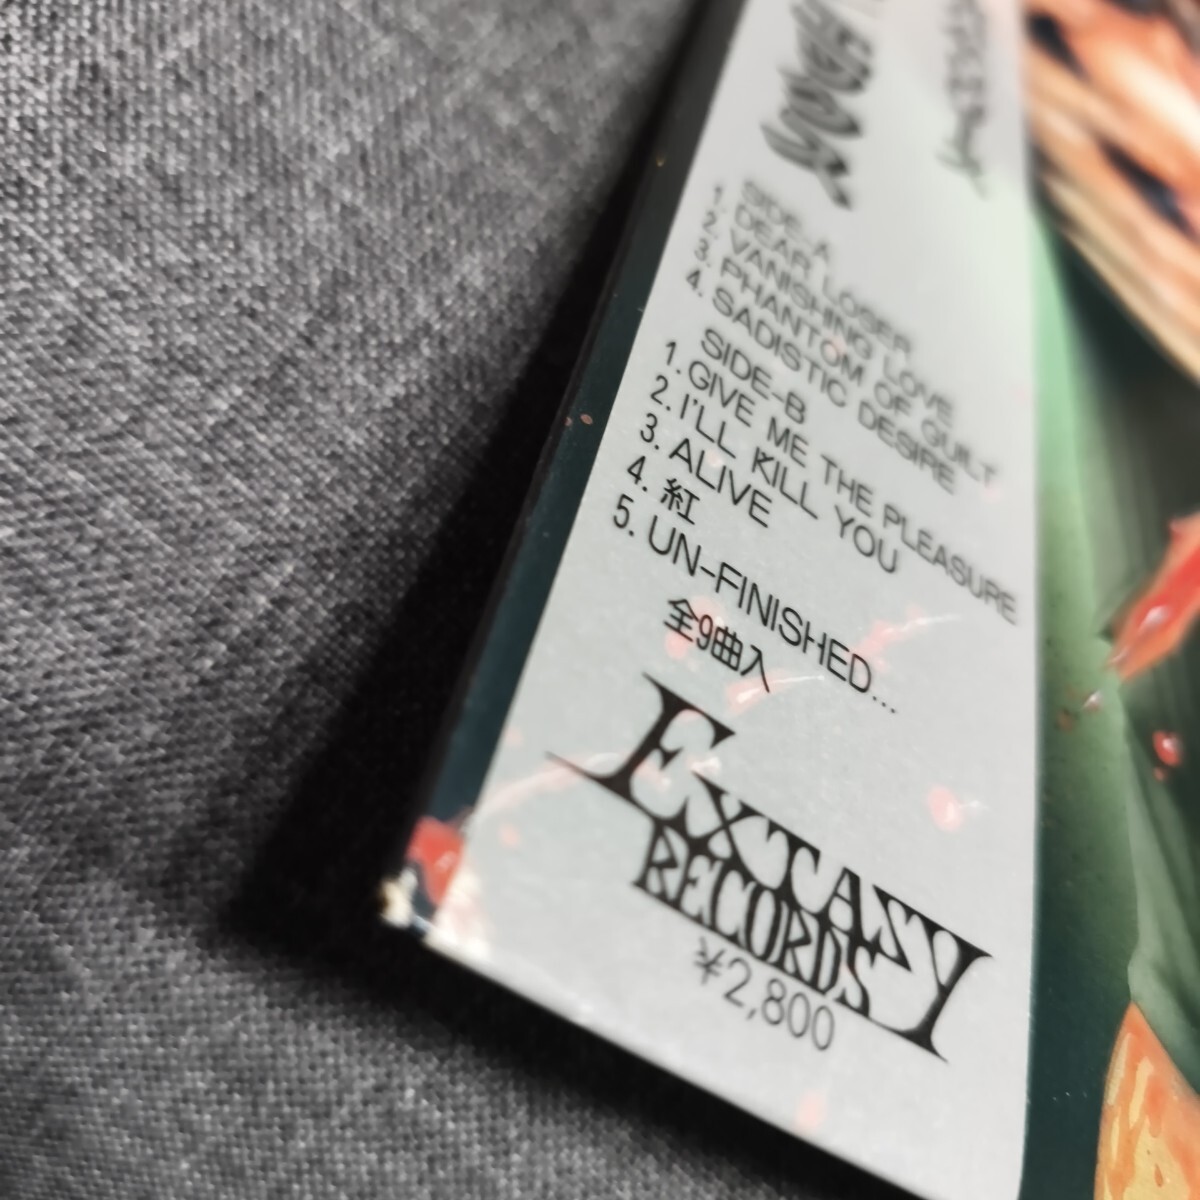 SIDE-A
1. DEAR LOSER
2. VANISHING LOVE
3. PHANTOM OF GUILT
4. SADISTIC DESIRE
SIDE-B
1. GIVE ME THE PLEASURE
2. I'LL KILL YOU
3. ALIVE
4. 紅
5. UN-FINISHED...
全9曲入
EXTASY
RECORDS
¥2,800